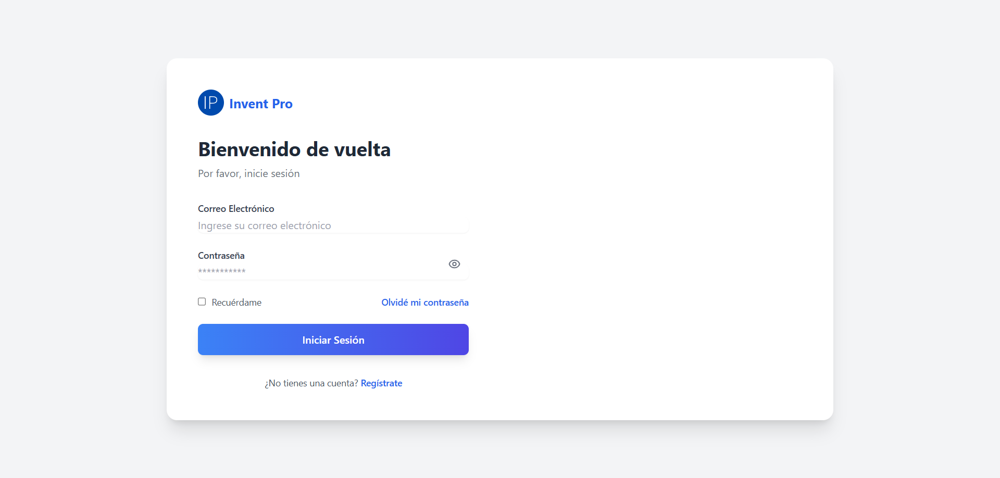 IP Invent Pro
Bienvenido de vuelta
Por favor, inicie sesión
Correo Electrónico
Ingrese su correo electrónico
Contraseña
***********
Recuérdame Olvidé mi contraseña
Iniciar Sesión
¿No tienes una cuenta? Regístrate